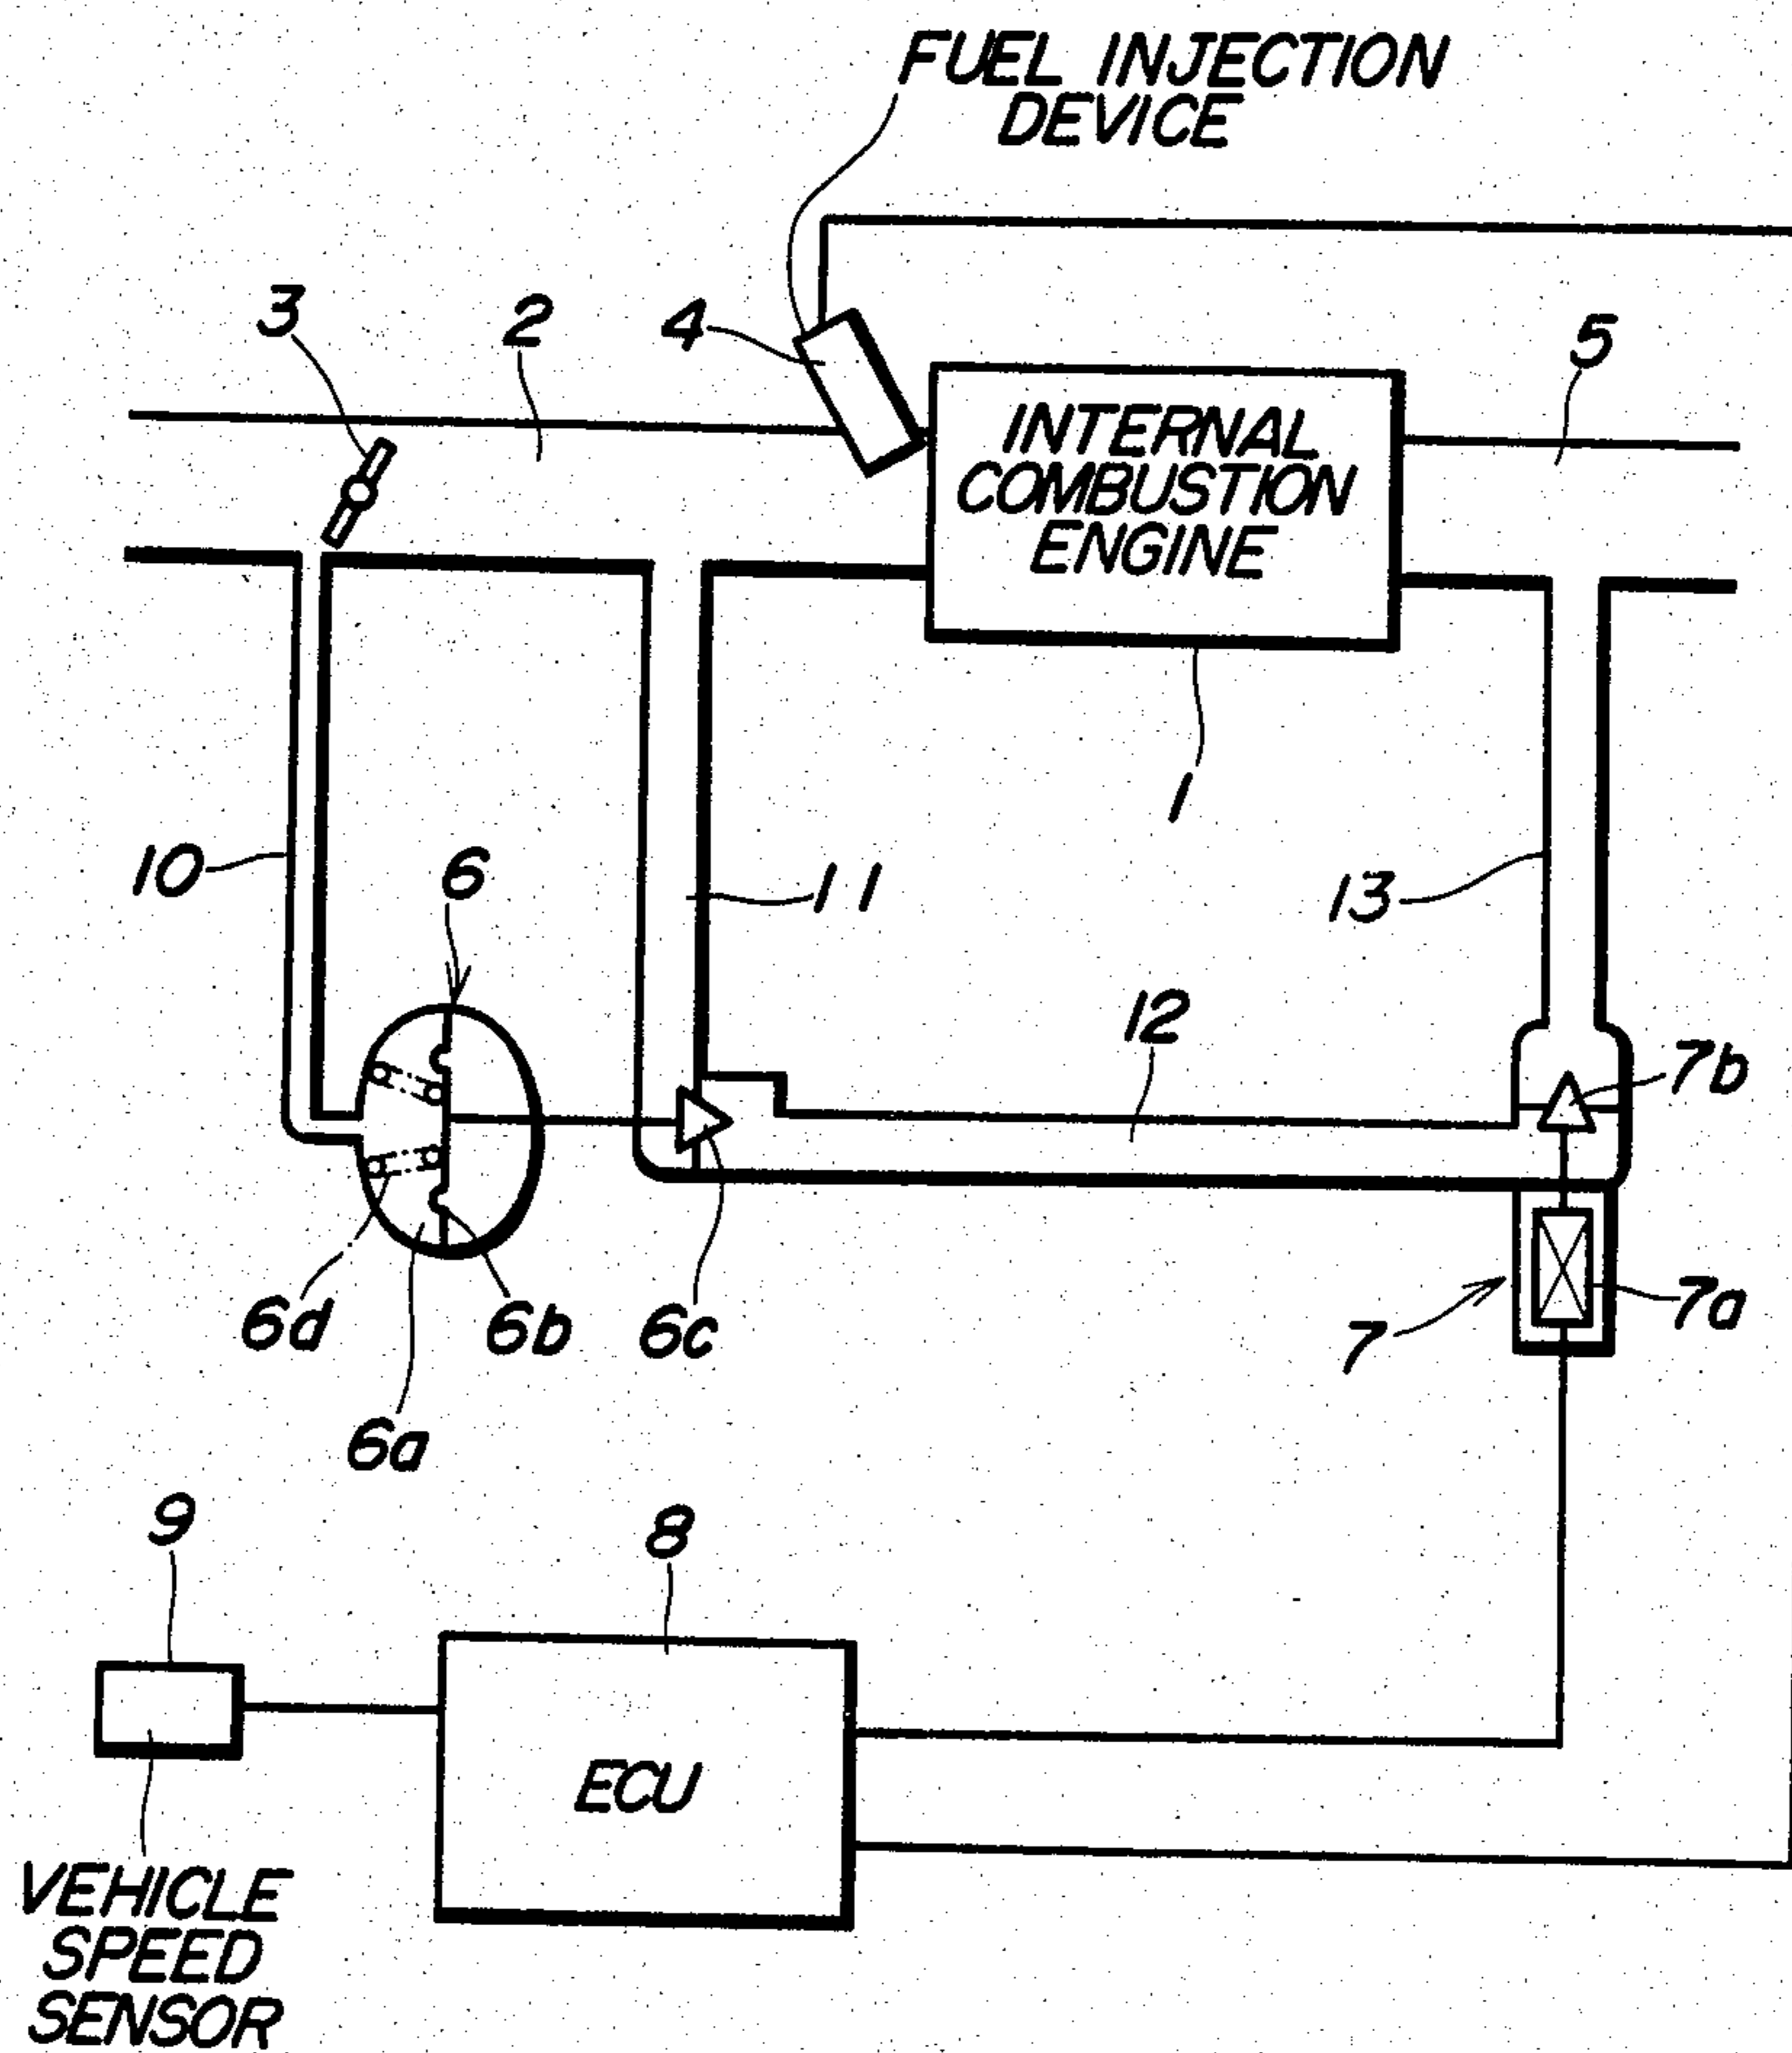 FUEL INJECTION
DEVICE
3
2
4
5
INTERNAL
COMBUSTION
ENGINE
1
10
6
11
13
12
7b
6d
6b
6c
7
7a
6a
9
8
ECU
VEHICLE
SPEED
SENSOR